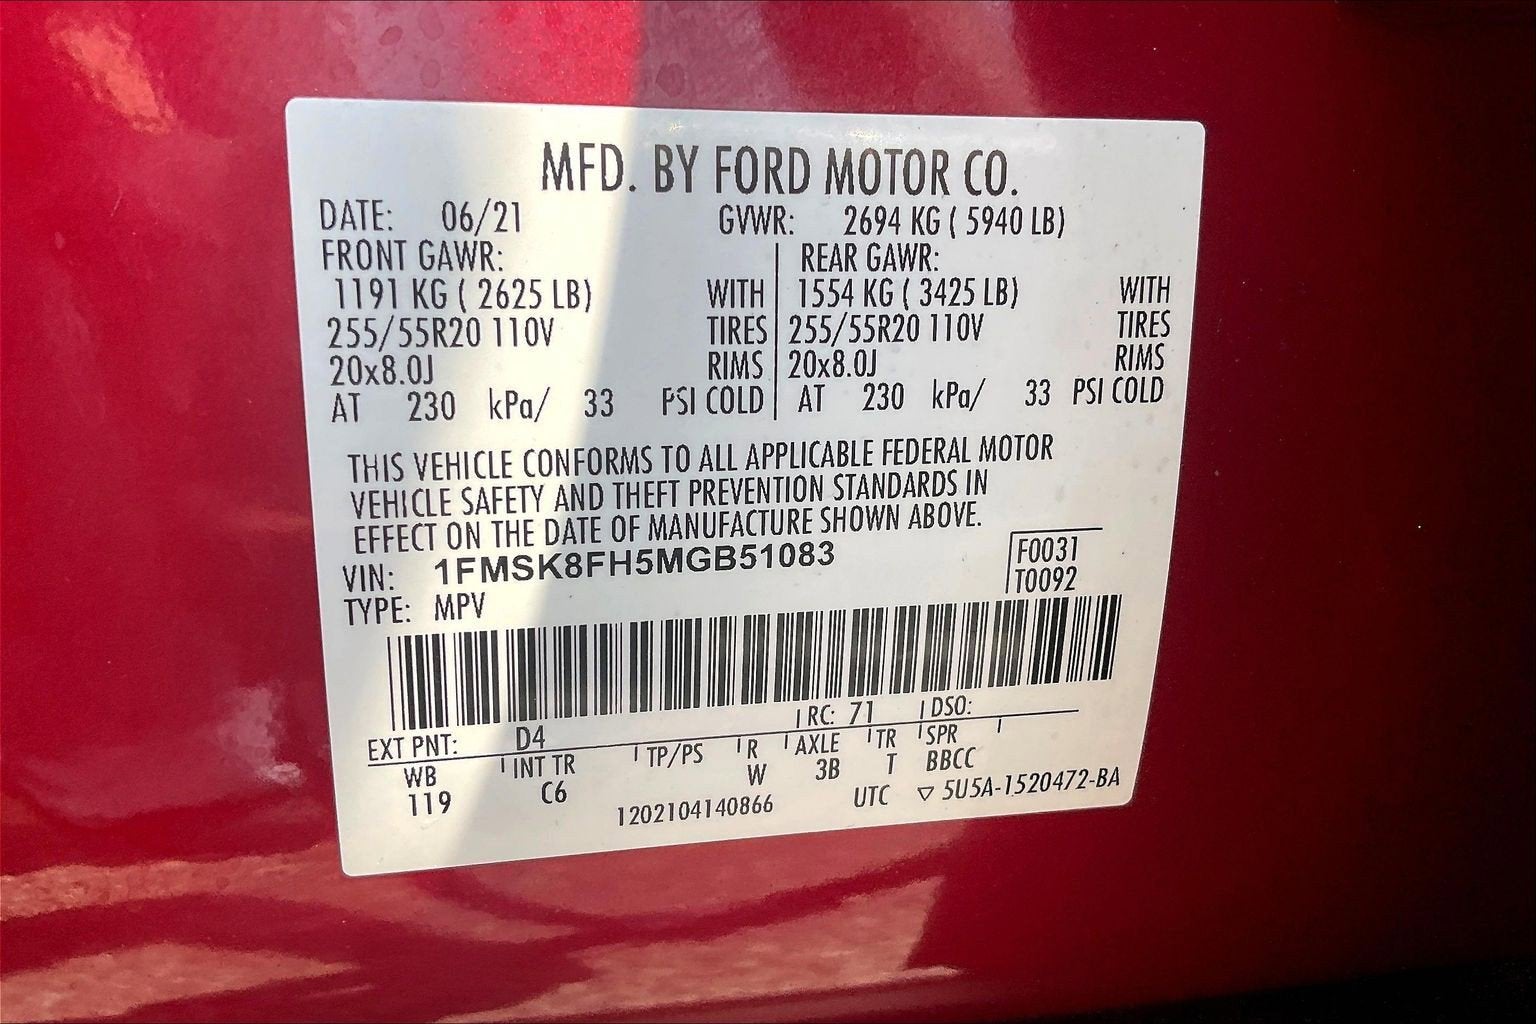 MFD. BY FORD MOTOR CO.
DATE: 06/21 GVWR: 2694 KG ( 5940 LB)
FRONT GAWR: REAR GAWR:
1191 KG ( 2625 LB) WITH 1554 KG ( 3425 LB) WITH
255/55R20 110V TIRES 255/55R20 110V TIRES
20x8.0J RIMS 20x8.0J RIMS
AT 230 kPa/ 33 PSI COLD AT 230 kPa/ 33 PSI COLD
THIS VEHICLE CONFORMS TO ALL APPLICABLE FEDERAL MOTOR
VEHICLE SAFETY AND THEFT PREVENTION STANDARDS IN
EFFECT ON THE DATE OF MANUFACTURE SHOWN ABOVE.
VIN: 1FMSK8FH5MGB51083 F0031
TYPE: MPV T0092
EXT PNT: D4 RC: 71 DSO:
WB INT TR TP/PS R AXLE TR SPR
119 C6 W 3B T BBCC
1202104140866 UTC ▽ 5U5A-1520472-BA